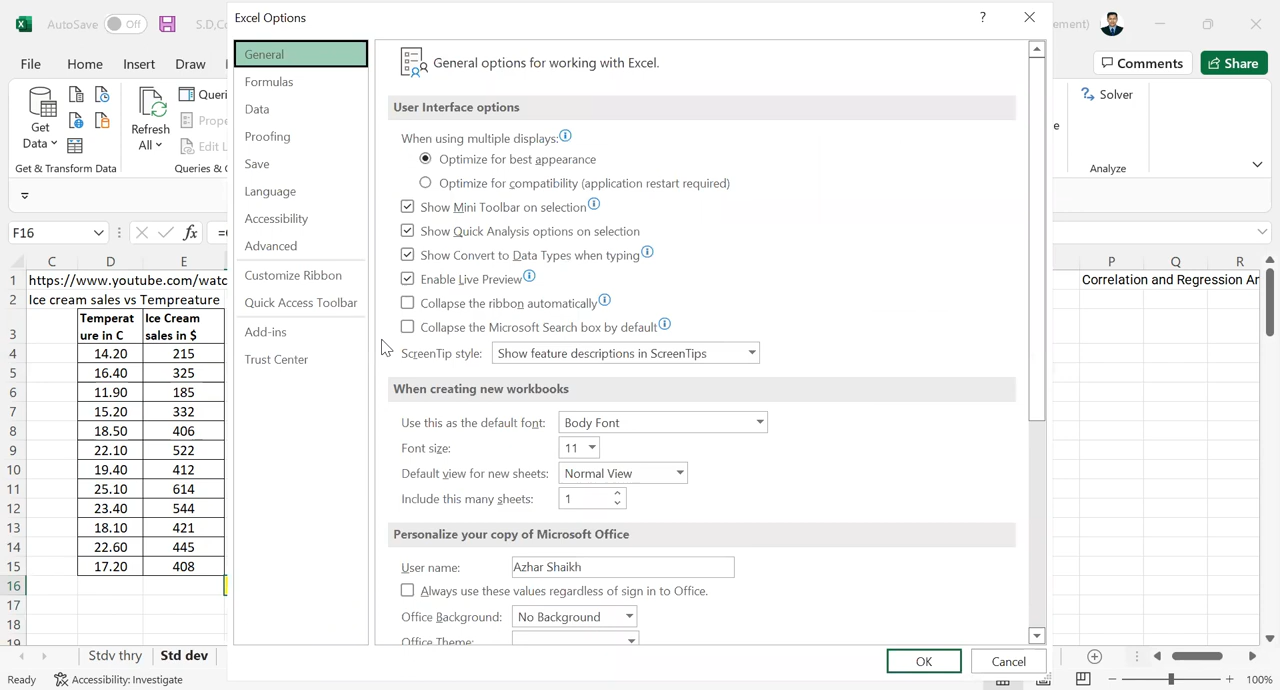 AutoSave Off S.D,Co
ement)
Excel Options
File Home Insert Draw
Comments Share
Get Data
Refresh All
Queri
Prope
Edit L
Get & Transform Data
Queries & C
Solver
e
Analyze
F16
fx =
C D E
P Q R
1 https://www.youtube.com/watc
Correlation and Regression An
2 Ice cream sales vs Tempreature
3 Temperat ure in C Ice Cream sales in $
4 14.20 215
5 16.40 325
6 11.90 185
7 15.20 332
8 18.50 406
9 22.10 522
10 19.40 412
11 25.10 614
12 23.40 544
13 18.10 421
14 22.60 445
15 17.20 408
16
17
18
19
General
Formulas
Data
Proofing
Save
Language
Accessibility
Advanced
Customize Ribbon
Quick Access Toolbar
Add-ins
Trust Center
General options for working with Excel.
User Interface options
When using multiple displays:
Optimize for best appearance
Optimize for compatibility (application restart required)
Show Mini Toolbar on selection
Show Quick Analysis options on selection
Show Convert to Data Types when typing
Enable Live Preview
Collapse the ribbon automatically
Collapse the Microsoft Search box by default
ScreenTip style: Show feature descriptions in ScreenTips
When creating new workbooks
Use this as the default font: Body Font
Font size: 11
Default view for new sheets: Normal View
Include this many sheets: 1
Personalize your copy of Microsoft Office
User name: Azhar Shaikh
Always use these values regardless of sign in to Office.
Office Background: No Background
Office Theme:
OK Cancel
Stdv thry Std dev
Ready Accessibility: Investigate
100%